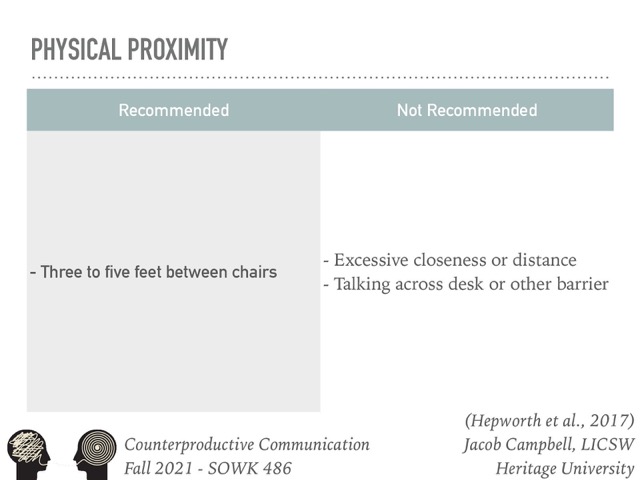 PHYSICAL PROXIMITY
Recommended
Not Recommended
- Three to five feet between chairs
- Excessive closeness or distance
- Talking across desk or other barrier
Counterproductive Communication
Fall 2021 - SOWK 486
(Hepworth et al., 2017)
Jacob Campbell, LICSW
Heritage University